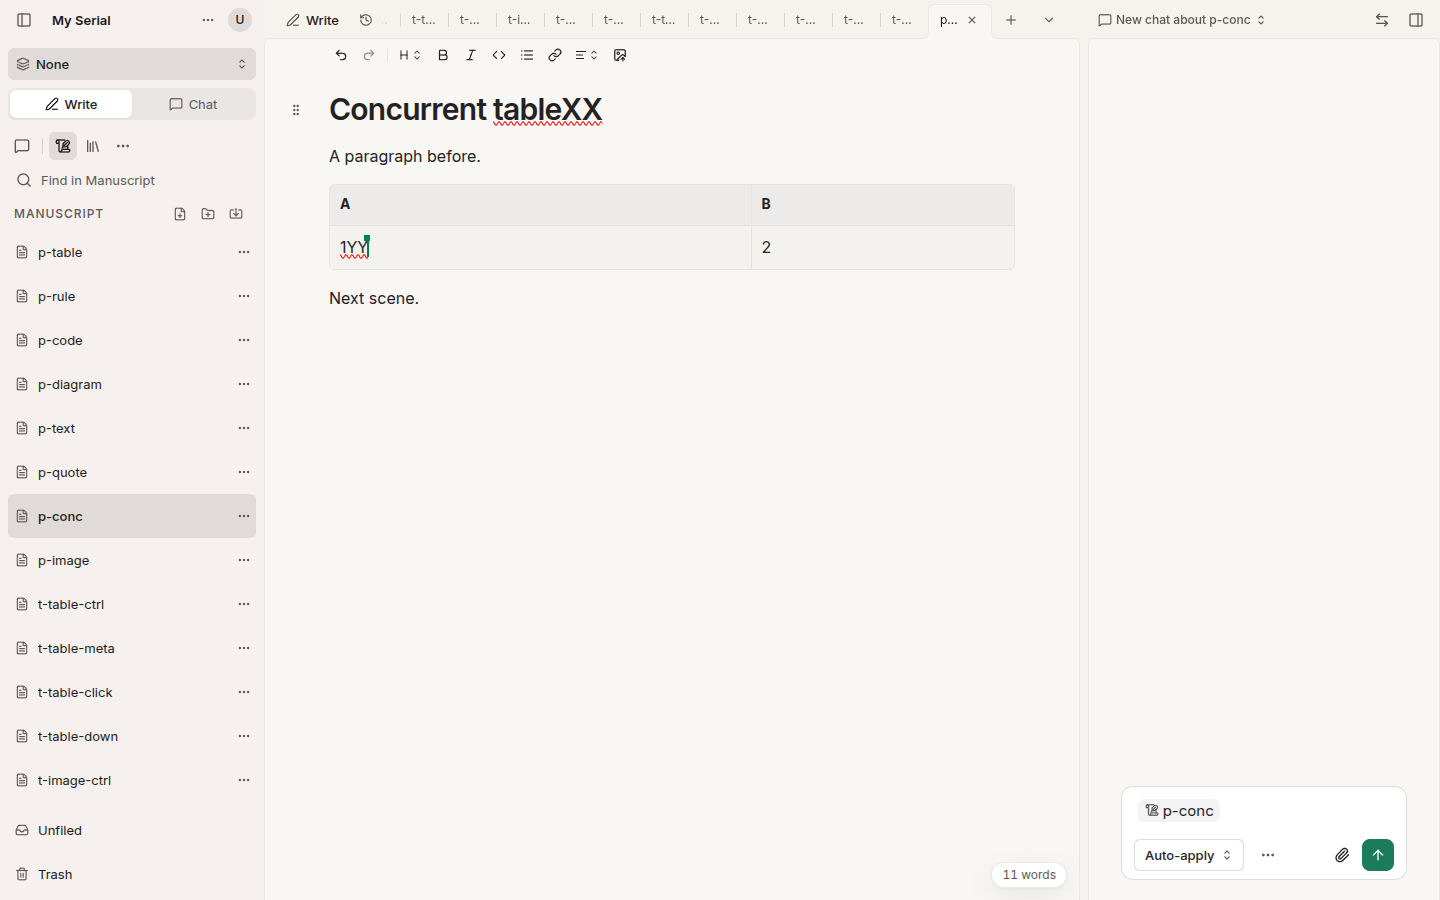 My Serial
U
None
Write
Chat
Find in Manuscript
MANUSCRIPT
p-table
p-rule
p-code
p-diagram
p-text
p-quote
p-conc
p-image
t-table-ctrl
t-table-meta
t-table-click
t-table-down
t-image-ctrl
Unfiled
Trash
Write
t-t...
t-...
t-i...
t-...
t-...
t-t...
t-...
t-...
t-...
t-...
t-...
p...
H
B
I
Concurrent tableXX
A paragraph before.
A
B
1YY
2
Next scene.
11 words
New chat about p-conc
p-conc
Auto-apply